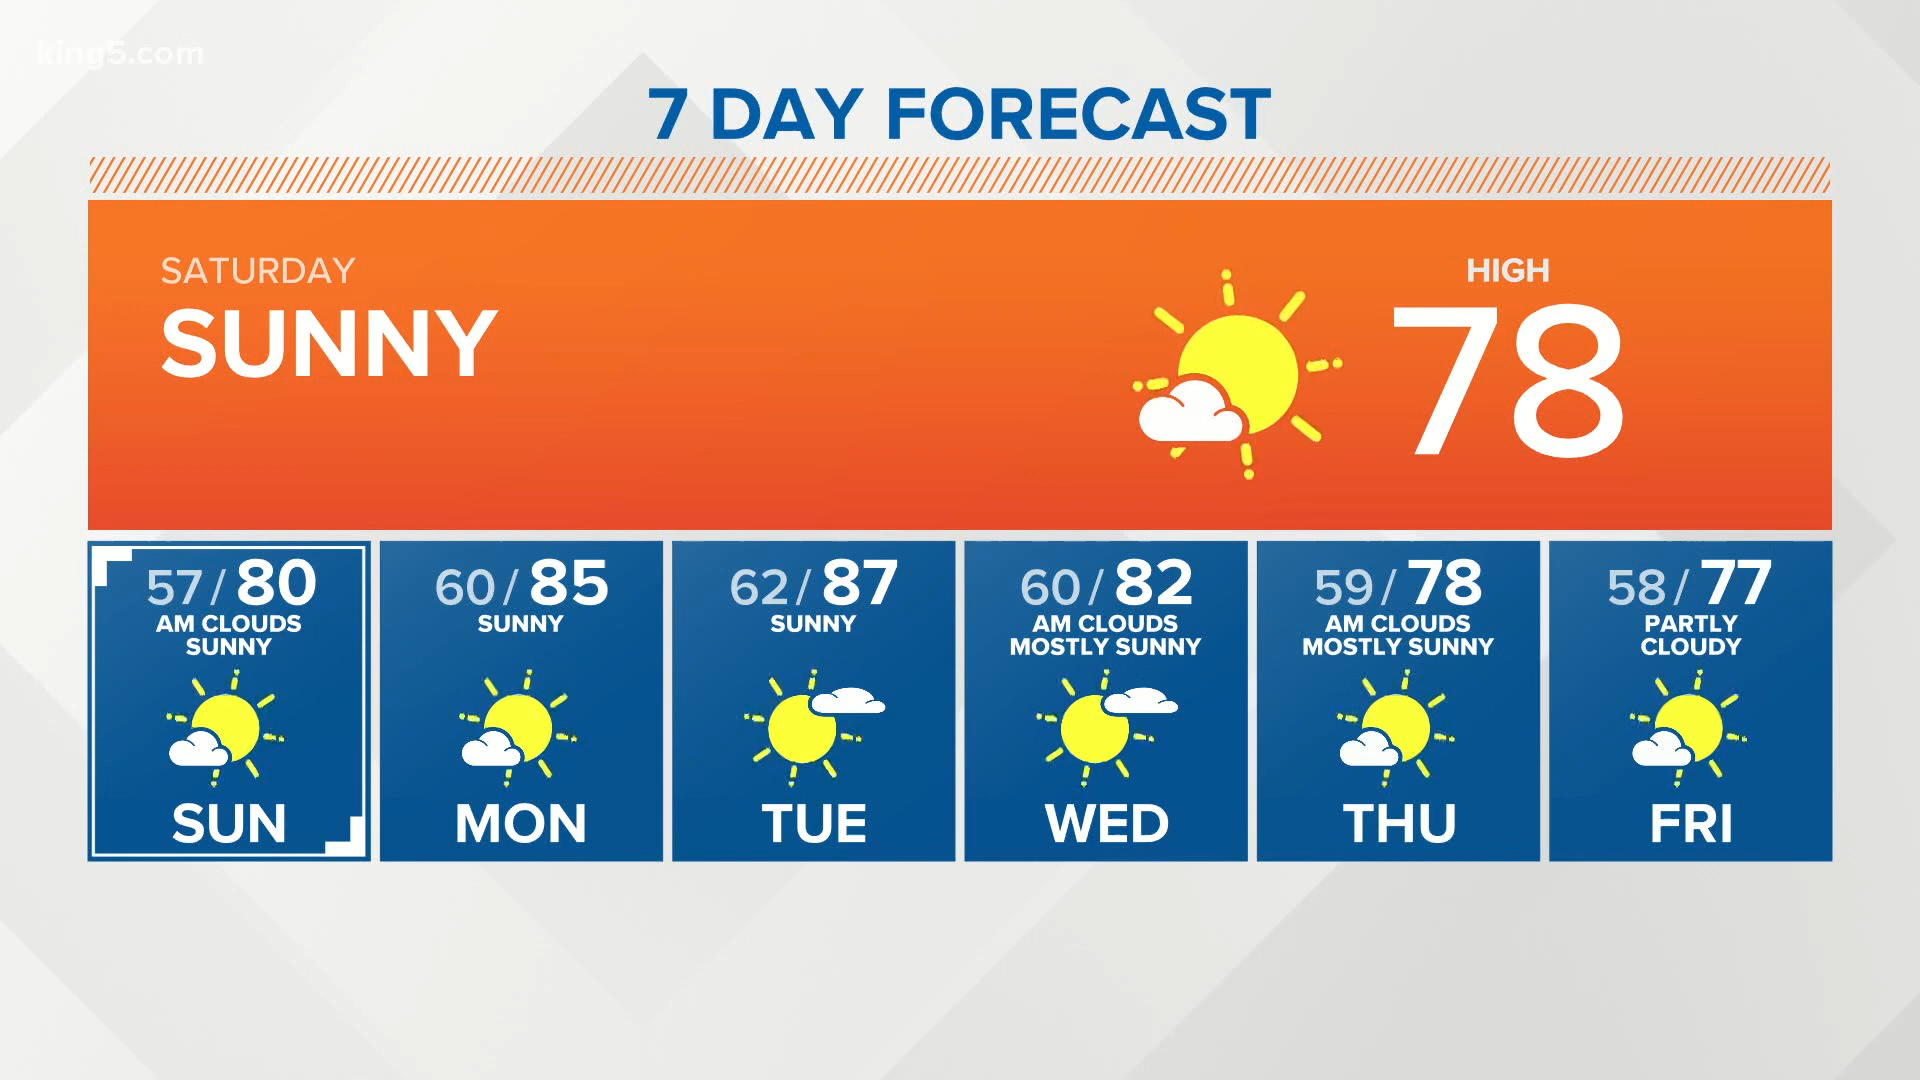 king5.com
7 DAY FORECAST
SATURDAY
SUNNY
HIGH
78
57/80
AM CLOUDS
SUNNY
SUN
60/85
SUNNY
MON
62/87
SUNNY
TUE
60/82
AM CLOUDS
MOSTLY SUNNY
WED
59/78
AM CLOUDS
MOSTLY SUNNY
THU
58/77
PARTLY
CLOUDY
FRI